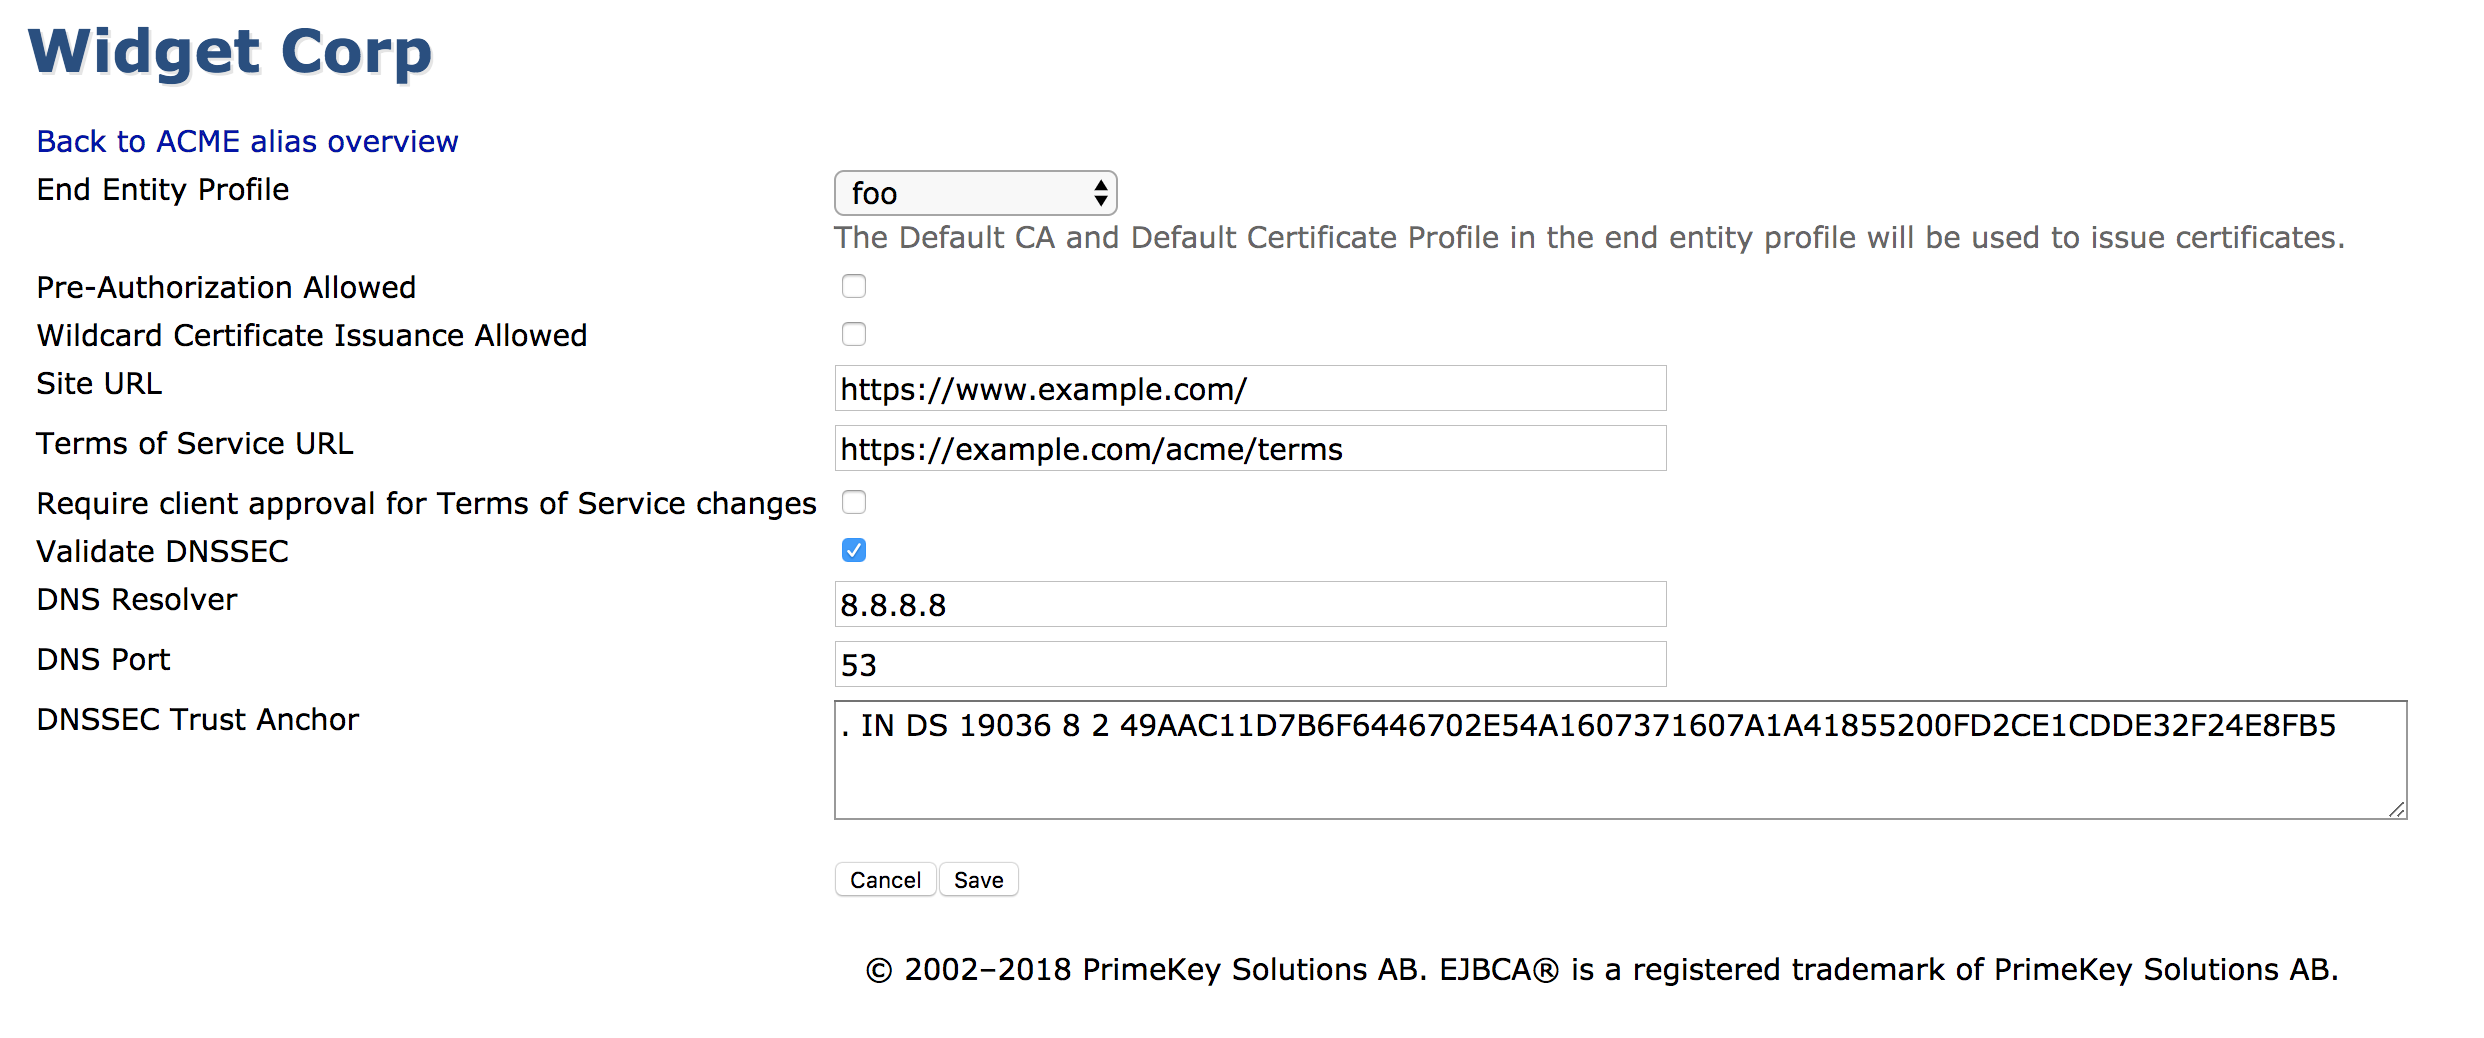 Widget Corp
Back to ACME alias overview
End Entity Profile
foo
The Default CA and Default Certificate Profile in the end entity profile will be used to issue certificates.
Pre-Authorization Allowed
Wildcard Certificate Issuance Allowed
Site URL
https://www.example.com/
Terms of Service URL
https://example.com/acme/terms
Require client approval for Terms of Service changes
Validate DNSSEC
DNS Resolver
8.8.8.8
DNS Port
53
DNSSEC Trust Anchor
. IN DS 19036 8 2 49AAC11D7B6F6446702E54A1607371607A1A41855200FD2CE1CDDE32F24E8FB5
Cancel Save
© 2002–2018 PrimeKey Solutions AB. EJBCA® is a registered trademark of PrimeKey Solutions AB.